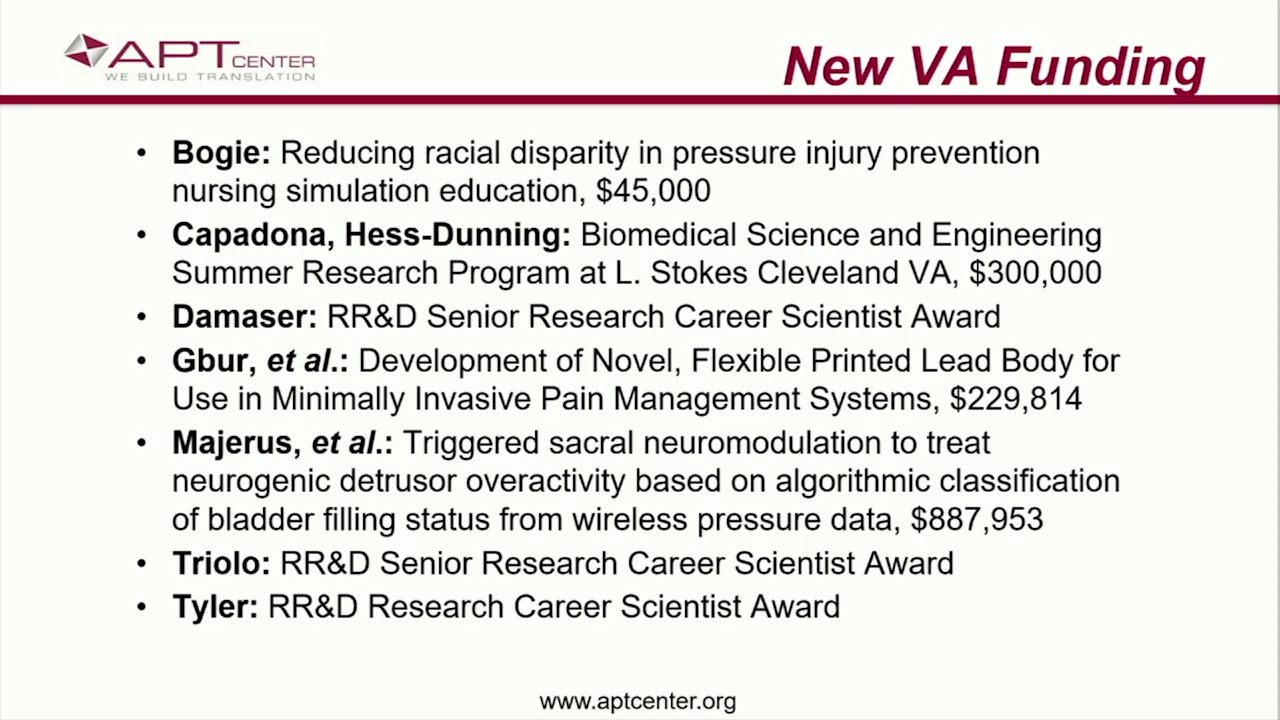 APT CENTER
WE BUILD TRANSLATION
New VA Funding
• Bogie: Reducing racial disparity in pressure injury prevention
nursing simulation education, $45,000
• Capadona, Hess-Dunning: Biomedical Science and Engineering
Summer Research Program at L. Stokes Cleveland VA, $300,000
• Damaser: RR&D Senior Research Career Scientist Award
• Gbur, et al.: Development of Novel, Flexible Printed Lead Body for
Use in Minimally Invasive Pain Management Systems, $229,814
• Majerus, et al.: Triggered sacral neuromodulation to treat
neurogenic detrusor overactivity based on algorithmic classification
of bladder filling status from wireless pressure data, $887,953
• Triolo: RR&D Senior Research Career Scientist Award
• Tyler: RR&D Research Career Scientist Award
www.aptcenter.org